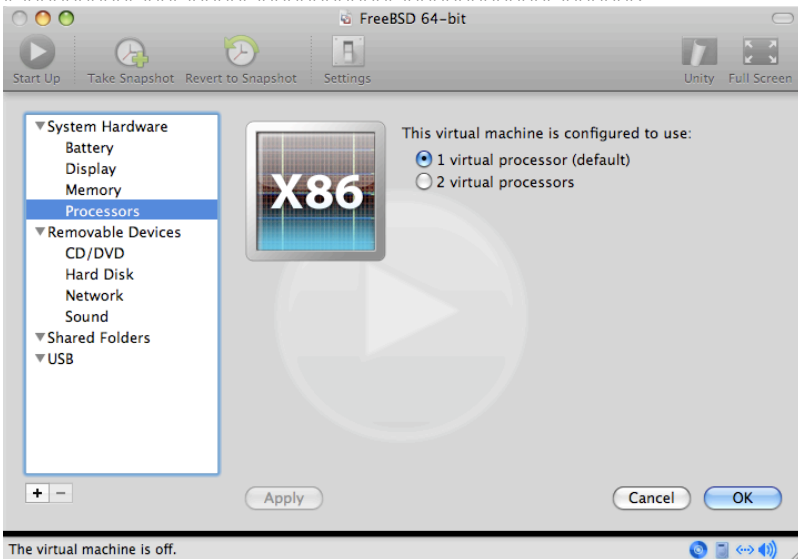 FreeBSD 64-bit
Start Up Take Snapshot Revert to Snapshot Settings Unity Full Screen
System Hardware
Battery
Display
Memory
Processors
Removable Devices
CD/DVD
Hard Disk
Network
Sound
Shared Folders
USB
X86
This virtual machine is configured to use:
1 virtual processor (default)
2 virtual processors
Apply Cancel OK
The virtual machine is off.